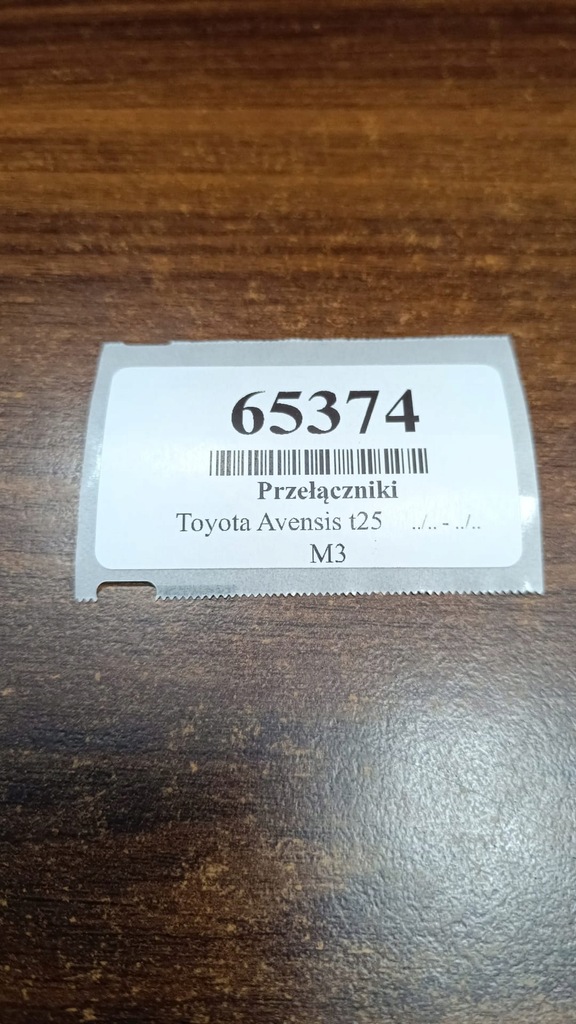 65374
Przełączniki
Toyota Avensis t25 ../.. - ../..
M3